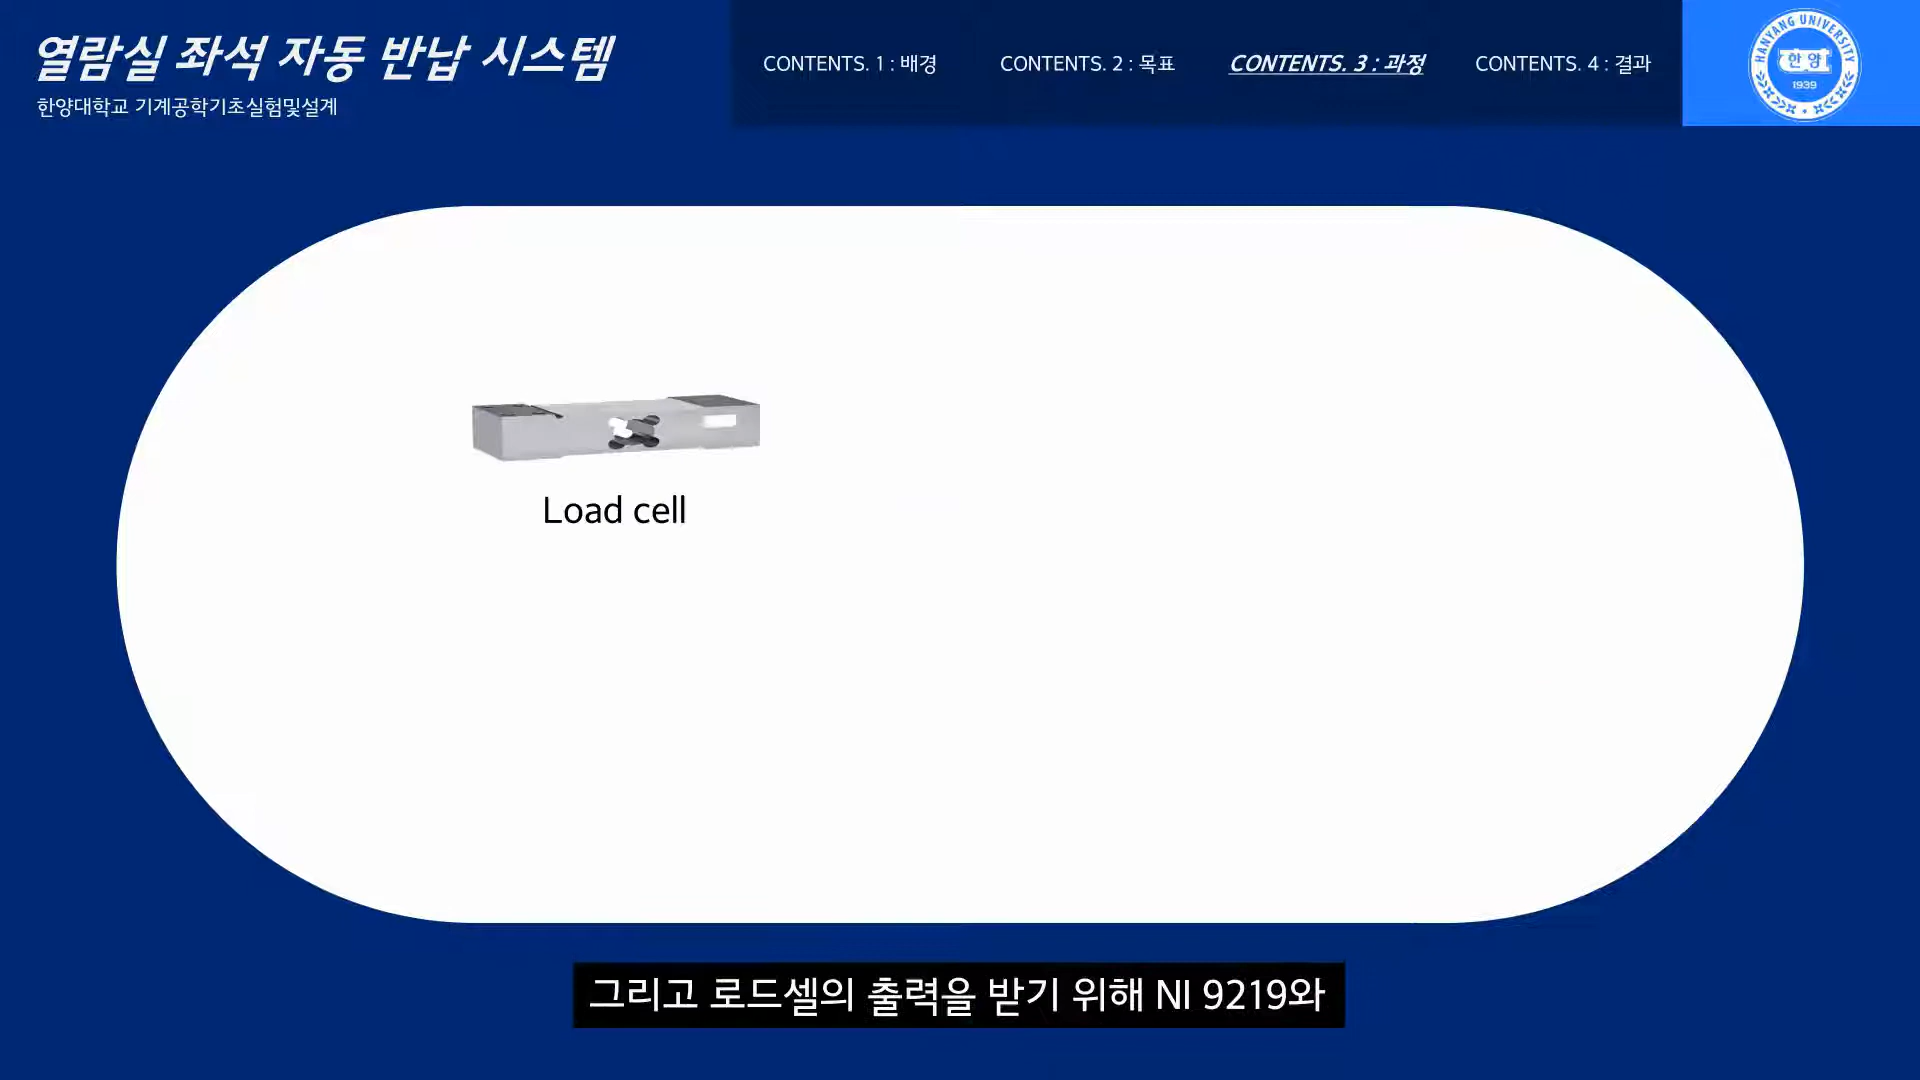 열람실 좌석 자동 반납 시스템
한양대학교 기계공학기초실험및설계
CONTENTS. 1 : 배경
CONTENTS. 2 : 목표
CONTENTS. 3 : 과정
CONTENTS. 4 : 결과
HANYANG UNIVERSITY
한양
1939
Load cell
그리고 로드셀의 출력을 받기 위해 NI 9219와